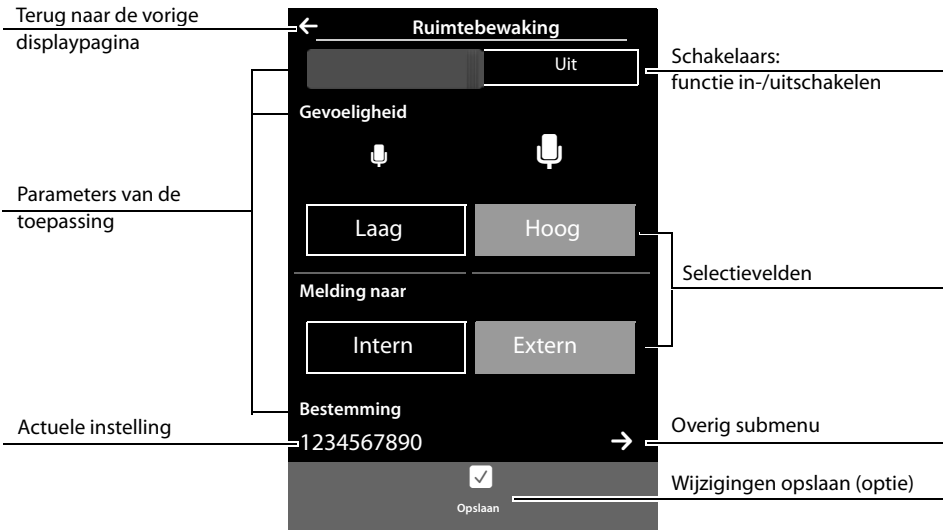 Terug naar de vorige
displaypagina
Ruimtebewaking
Uit
Schakelaars:
functie in-/uitschakelen
Gevoeligheid
Parameters van de
toepassing
Laag
Hoog
Selectievelden
Melding naar
Intern
Extern
Bestemming
Actuele instelling
1234567890
Overig submenu
Wijzigingen opslaan (optie)
Opslaan